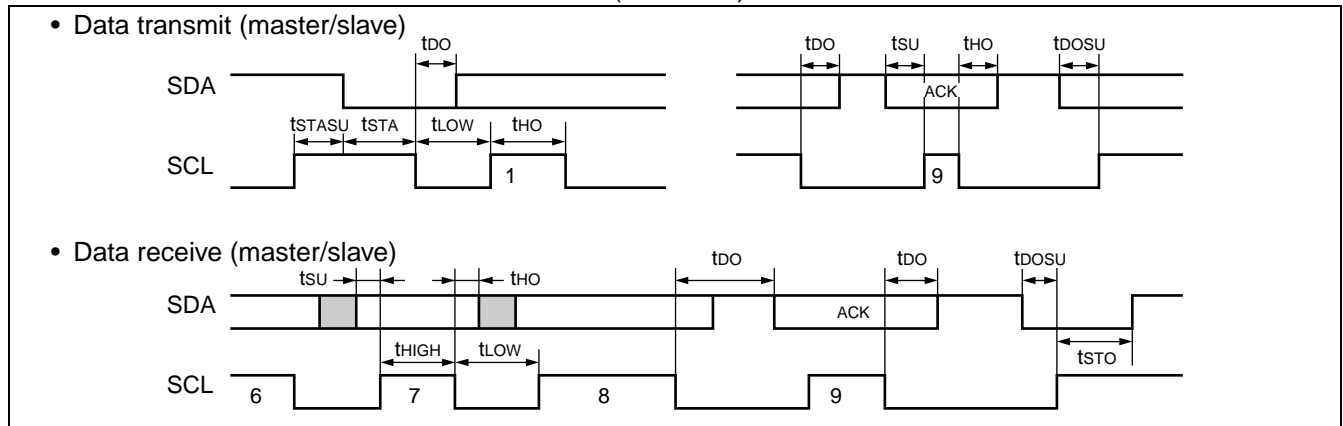 • Data transmit (master/slave)
tDO tDO tSU tHO tDOSU
SDA ACK
tSTASU tSTA tLOW tHO
SCL 1 9
• Data receive (master/slave)
tSU tHO tDO tDO tDOSU
SDA ACK
tHIGH tLOW tSTO
SCL 6 7 8 9